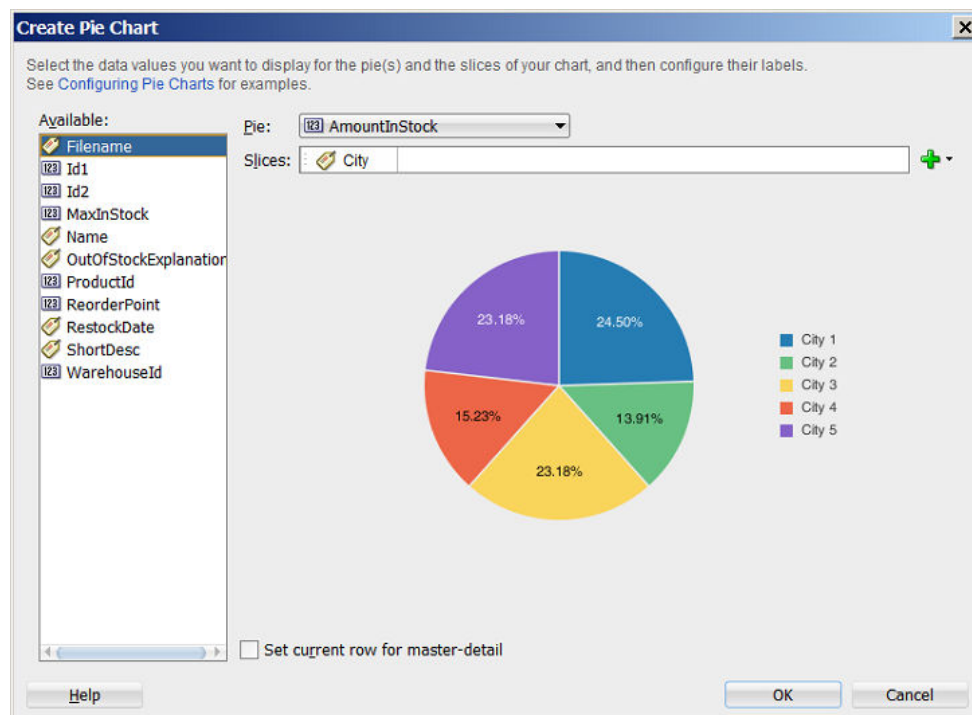 Create Pie Chart
Select the data values you want to display for the pie(s) and the slices of your chart, and then configure their labels.
See Configuring Pie Charts for examples.
Available:
Filename
Id1
Id2
MaxInStock
Name
OutOfStockExplanation
ProductId
ReorderPoint
RestockDate
ShortDesc
WarehouseId
Pie: AmountInStock
Slices: City
23.18%
24.50%
15.23%
13.91%
23.18%
City 1
City 2
City 3
City 4
City 5
Set current row for master-detail
Help
OK
Cancel